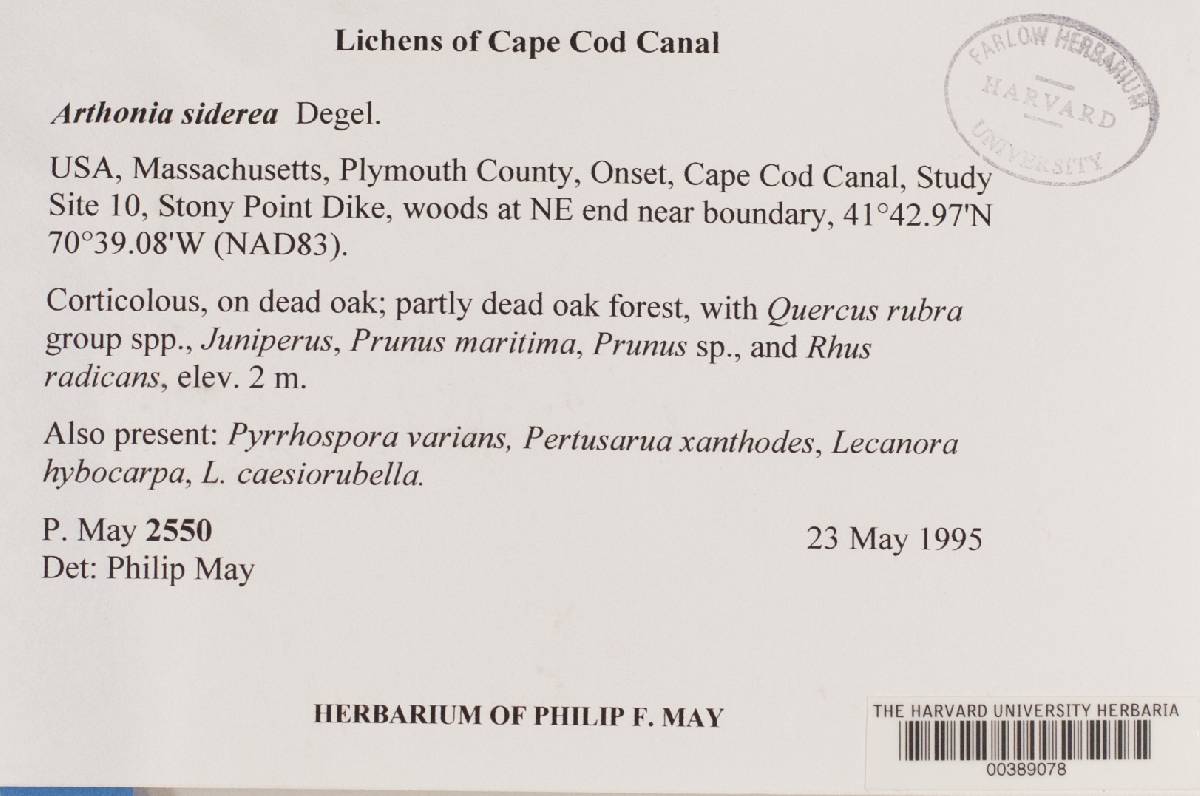 Lichens of Cape Cod Canal
FARLOW HERBARIUM
HARVARD
UNIVERSITY
Arthonia siderea Degel.
USA, Massachusetts, Plymouth County, Onset, Cape Cod Canal, Study
Site 10, Stony Point Dike, woods at NE end near boundary, 41°42.97'N
70°39.08'W (NAD83).
Corticolous, on dead oak; partly dead oak forest, with Quercus rubra
group spp., Juniperus, Prunus maritima, Prunus sp., and Rhus
radicans, elev. 2 m.
Also present: Pyrrhospora varians, Pertusarua xanthodes, Lecanora
hybocarpa, L. caesiorubella.
P. May 2550
23 May 1995
Det: Philip May
HERBARIUM OF PHILIP F. MAY
THE HARVARD UNIVERSITY HERBARIA
00389078